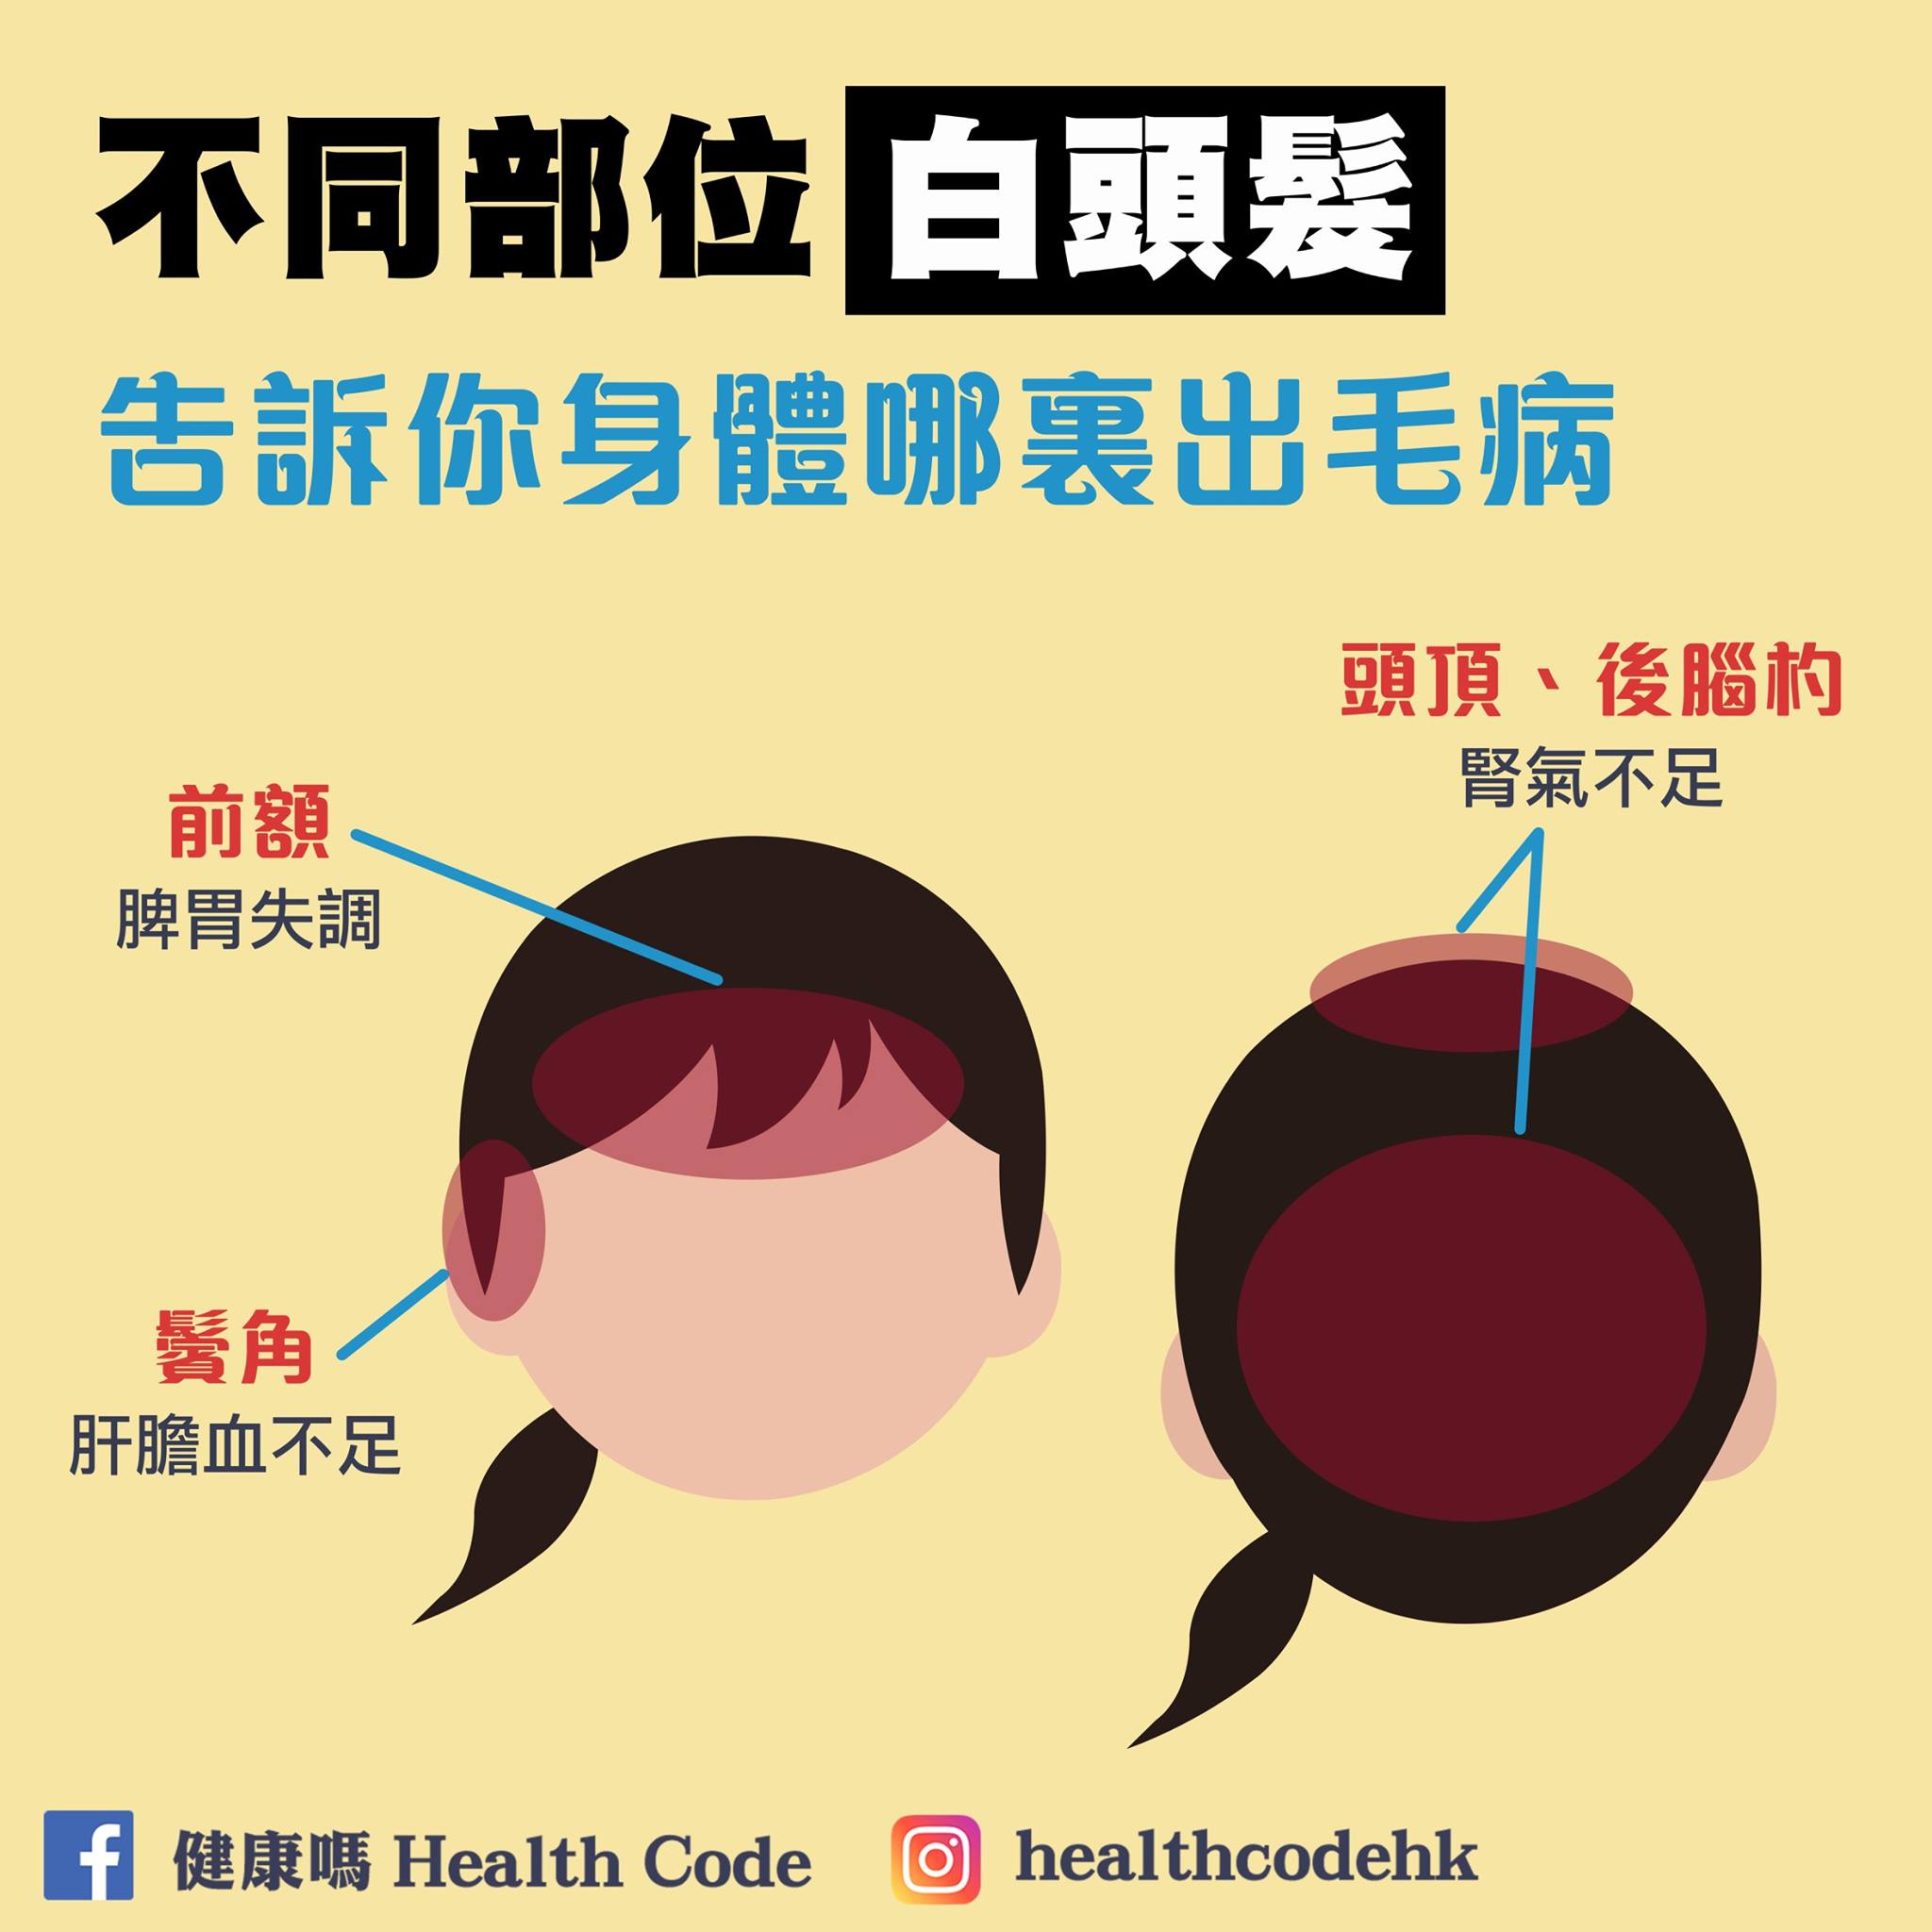 不同部位 白頭髮
告訴你身體哪裏出毛病
頭頂、後腦杓
腎氣不足
前額
脾胃失調
鬢角
肝膽血不足
健康嗎 Health Code
healthcodehk